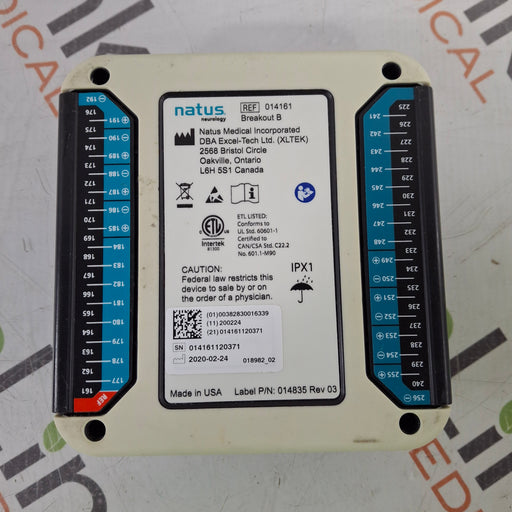 natus
neurology
REF 014161
Breakout B
Natus Medical Incorporated
DBA Excel-Tech Ltd. (XLTEK)
2568 Bristol Circle
Oakville, Ontario
L6H 5S1 Canada
ETL LISTED:
Conforms to
UL Std. 60601-1
Certified to
CAN/CSA Std. C22.2
No. 601.1-M90
ETL
Intertek
CAUTION:
Federal law restricts this
device to sale by or on
the order of a physician.
IPX1
(01)00382830016339
(11) 200224
(21) 014161120371
SN 014161120371
2020-02-24
018982_02
Made in USA
Label P/N: 014835 Rev 03
192
176
191
175
190
174
189
173
188
172
187
171
186
170
185
169
184
168
183
182
181
164
179
178
162
177
161
REF
225
241
226
242
227
243
228
244
229
245
230
246
231
247
232
248
233
249
234
250
235
251
236
252
237
253
238
254
239
255
240
256
MEDICAL